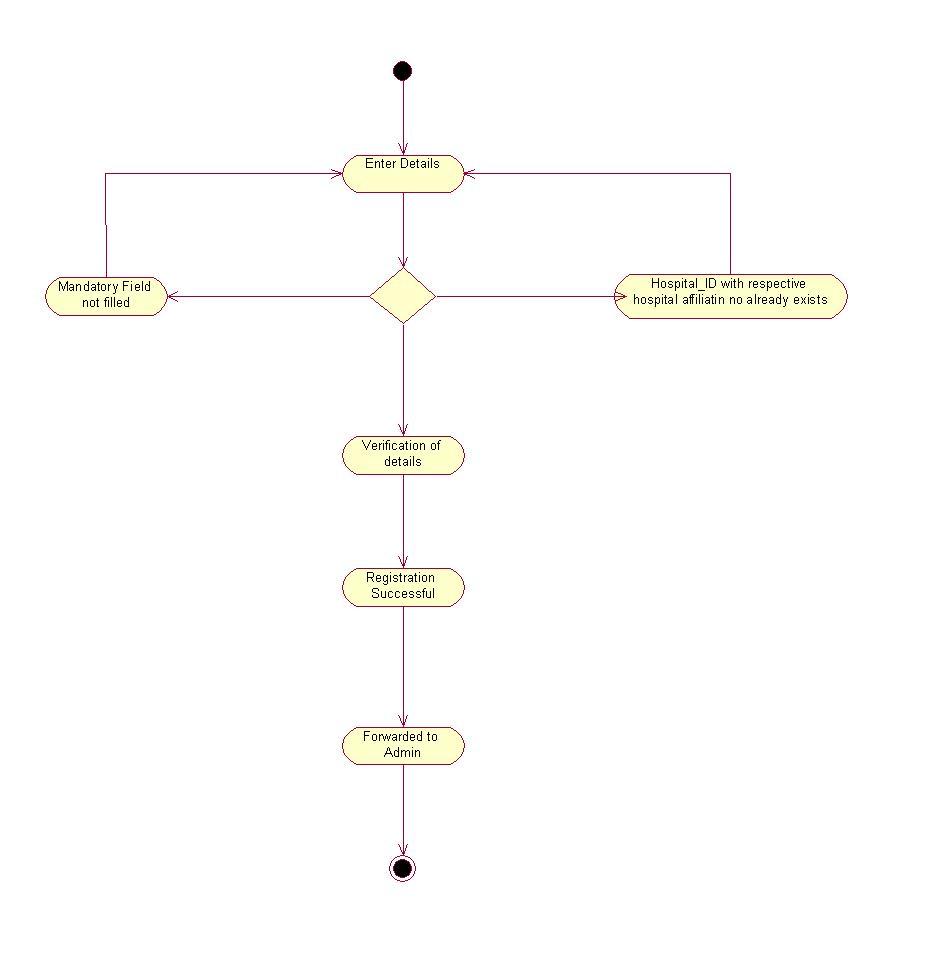 Enter Details
Mandatory Field
not filled
Hospital_ID with respective
hospital affiliatin no already exists
Verification of
details
Registration
Successful
Forwarded to
Admin